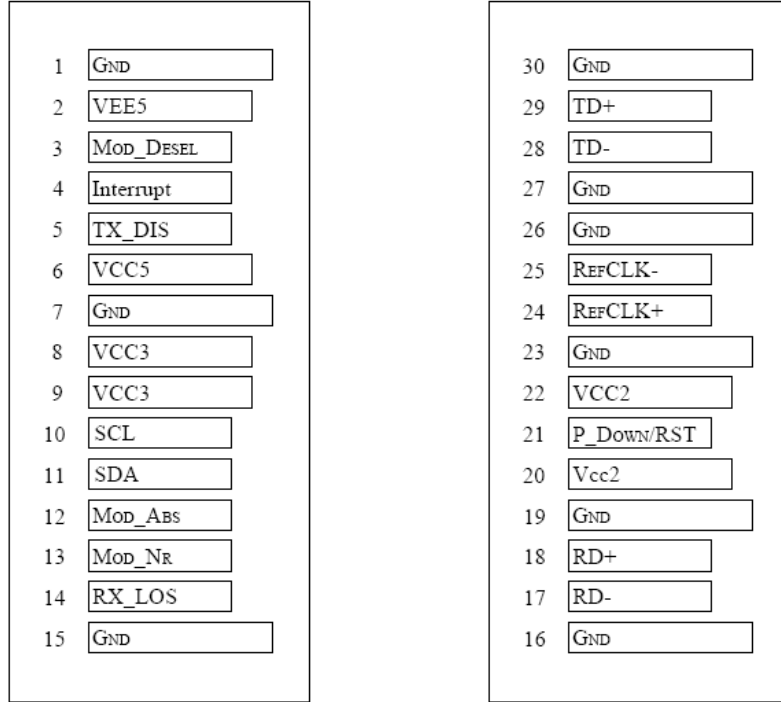 1 GND
2 VEE5
3 MOD_DESEL
4 Interrupt
5 TX_DIS
6 VCC5
7 GND
8 VCC3
9 VCC3
10 SCL
11 SDA
12 MOD_ABS
13 MOD_NR
14 RX_LOS
15 GND
30 GND
29 TD+
28 TD-
27 GND
26 GND
25 REFCLK-
24 REFCLK+
23 GND
22 VCC2
21 P_DOWN/RST
20 Vcc2
19 GND
18 RD+
17 RD-
16 GND